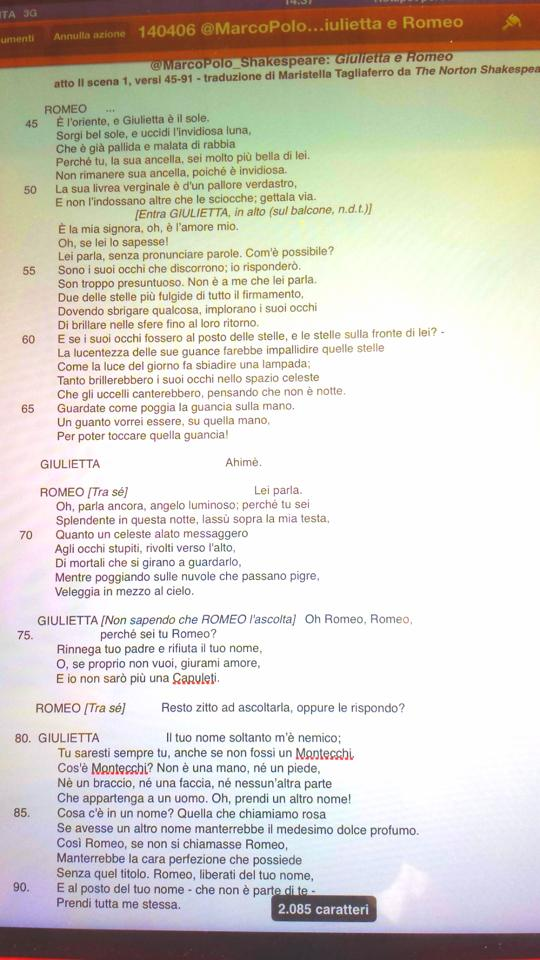 3G
14:37
umenti
Annulla azione
140406 @MarcoPolo...iulietta e Romeo
@MarcoPolo_Shakespeare: Giulietta e Romeo
atto II scena 1, versi 45-91 - traduzione di Maristella Tagliaferro da The Norton Shakespea
ROMEO ...
45 È l'oriente, e Giulietta è il sole.
Sorgi bel sole, e uccidi l'invidiosa luna,
Che è già pallida e malata di rabbia
Perché tu, la sua ancella, sei molto più bella di lei.
Non rimanere sua ancella, poiché è invidiosa.
50 La sua livrea verginale è d'un pallore verdastro,
E non l'indossano altre che le sciocche; gettala via.
[Entra GIULIETTA, in alto (sul balcone, n.d.t.)]
È la mia signora, oh, è l'amore mio.
Oh, se lei lo sapesse!
Lei parla, senza pronunciare parole. Com'è possibile?
55 Sono i suoi occhi che discorrono; io risponderò.
Son troppo presuntuoso. Non è a me che lei parla.
Due delle stelle più fulgide di tutto il firmamento,
Dovendo sbrigare qualcosa, implorano i suoi occhi
Di brillare nelle sfere fino al loro ritorno.
60 E se i suoi occhi fossero al posto delle stelle, e le stelle sulla fronte di lei? -
La lucentezza delle sue guance farebbe impallidire quelle stelle
Come la luce del giorno fa sbiadire una lampada;
Tanto brillerebbero i suoi occhi nello spazio celeste
Che gli uccelli canterebbero, pensando che non è notte.
65 Guardate come poggia la guancia sulla mano.
Un guanto vorrei essere, su quella mano,
Per poter toccare quella guancia!
GIULIETTA Ahimè.
ROMEO [Tra sé] Lei parla.
Oh, parla ancora, angelo luminoso; perché tu sei
Splendente in questa notte, lassù sopra la mia testa,
70 Quanto un celeste alato messaggero
Agli occhi stupiti, rivolti verso l'alto,
Di mortali che si girano a guardarlo,
Mentre poggiando sulle nuvole che passano pigre,
Veleggia in mezzo al cielo.
GIULIETTA [Non sapendo che ROMEO l'ascolta] Oh Romeo, Romeo,
75. perché sei tu Romeo?
Rinnega tuo padre e rifiuta il tuo nome,
O, se proprio non vuoi, giurami amore,
E io non sarò più una Capuleti.
ROMEO [Tra sé] Resto zitto ad ascoltarla, oppure le rispondo?
80. GIULIETTA Il tuo nome soltanto m'è nemico;
Tu saresti sempre tu, anche se non fossi un Montecchi.
Cos'è Montecchi? Non è una mano, né un piede,
Nè un braccio, né una faccia, né nessun'altra parte
Che appartenga a un uomo. Oh, prendi un altro nome!
85. Cosa c'è in un nome? Quella che chiamiamo rosa
Se avesse un altro nome manterrebbe il medesimo dolce profumo.
Così Romeo, se non si chiamasse Romeo,
Manterrebbe la cara perfezione che possiede
Senza quel titolo. Romeo, liberati del tuo nome,
90. E al posto del tuo nome - che non è parte di te -
Prendi tutta me stessa.
2.085 caratteri